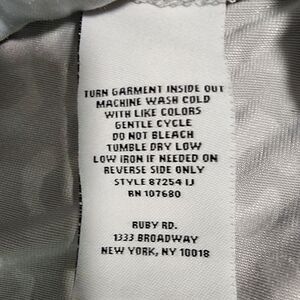 TURN GARMENT INSIDE OUT
MACHINE WASH COLD
WITH LIKE COLORS
GENTLE CYCLE
DO NOT BLEACH
TUMBLE DRY LOW
LOW IRON IF NEEDED ON
REVERSE SIDE ONLY
STYLE 87254 IJ
RN 107680
RUBY RD.
1333 BROADWAY
NEW YORK, NY 10018